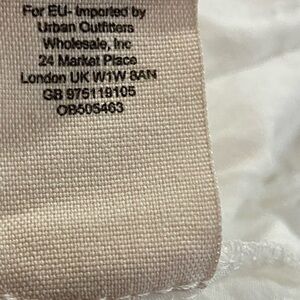 For EU- Imported by
Urban Outfitters
Wholesale, Inc
24 Market Place
London UK W1W 8AN
GB 975119105
OB505463